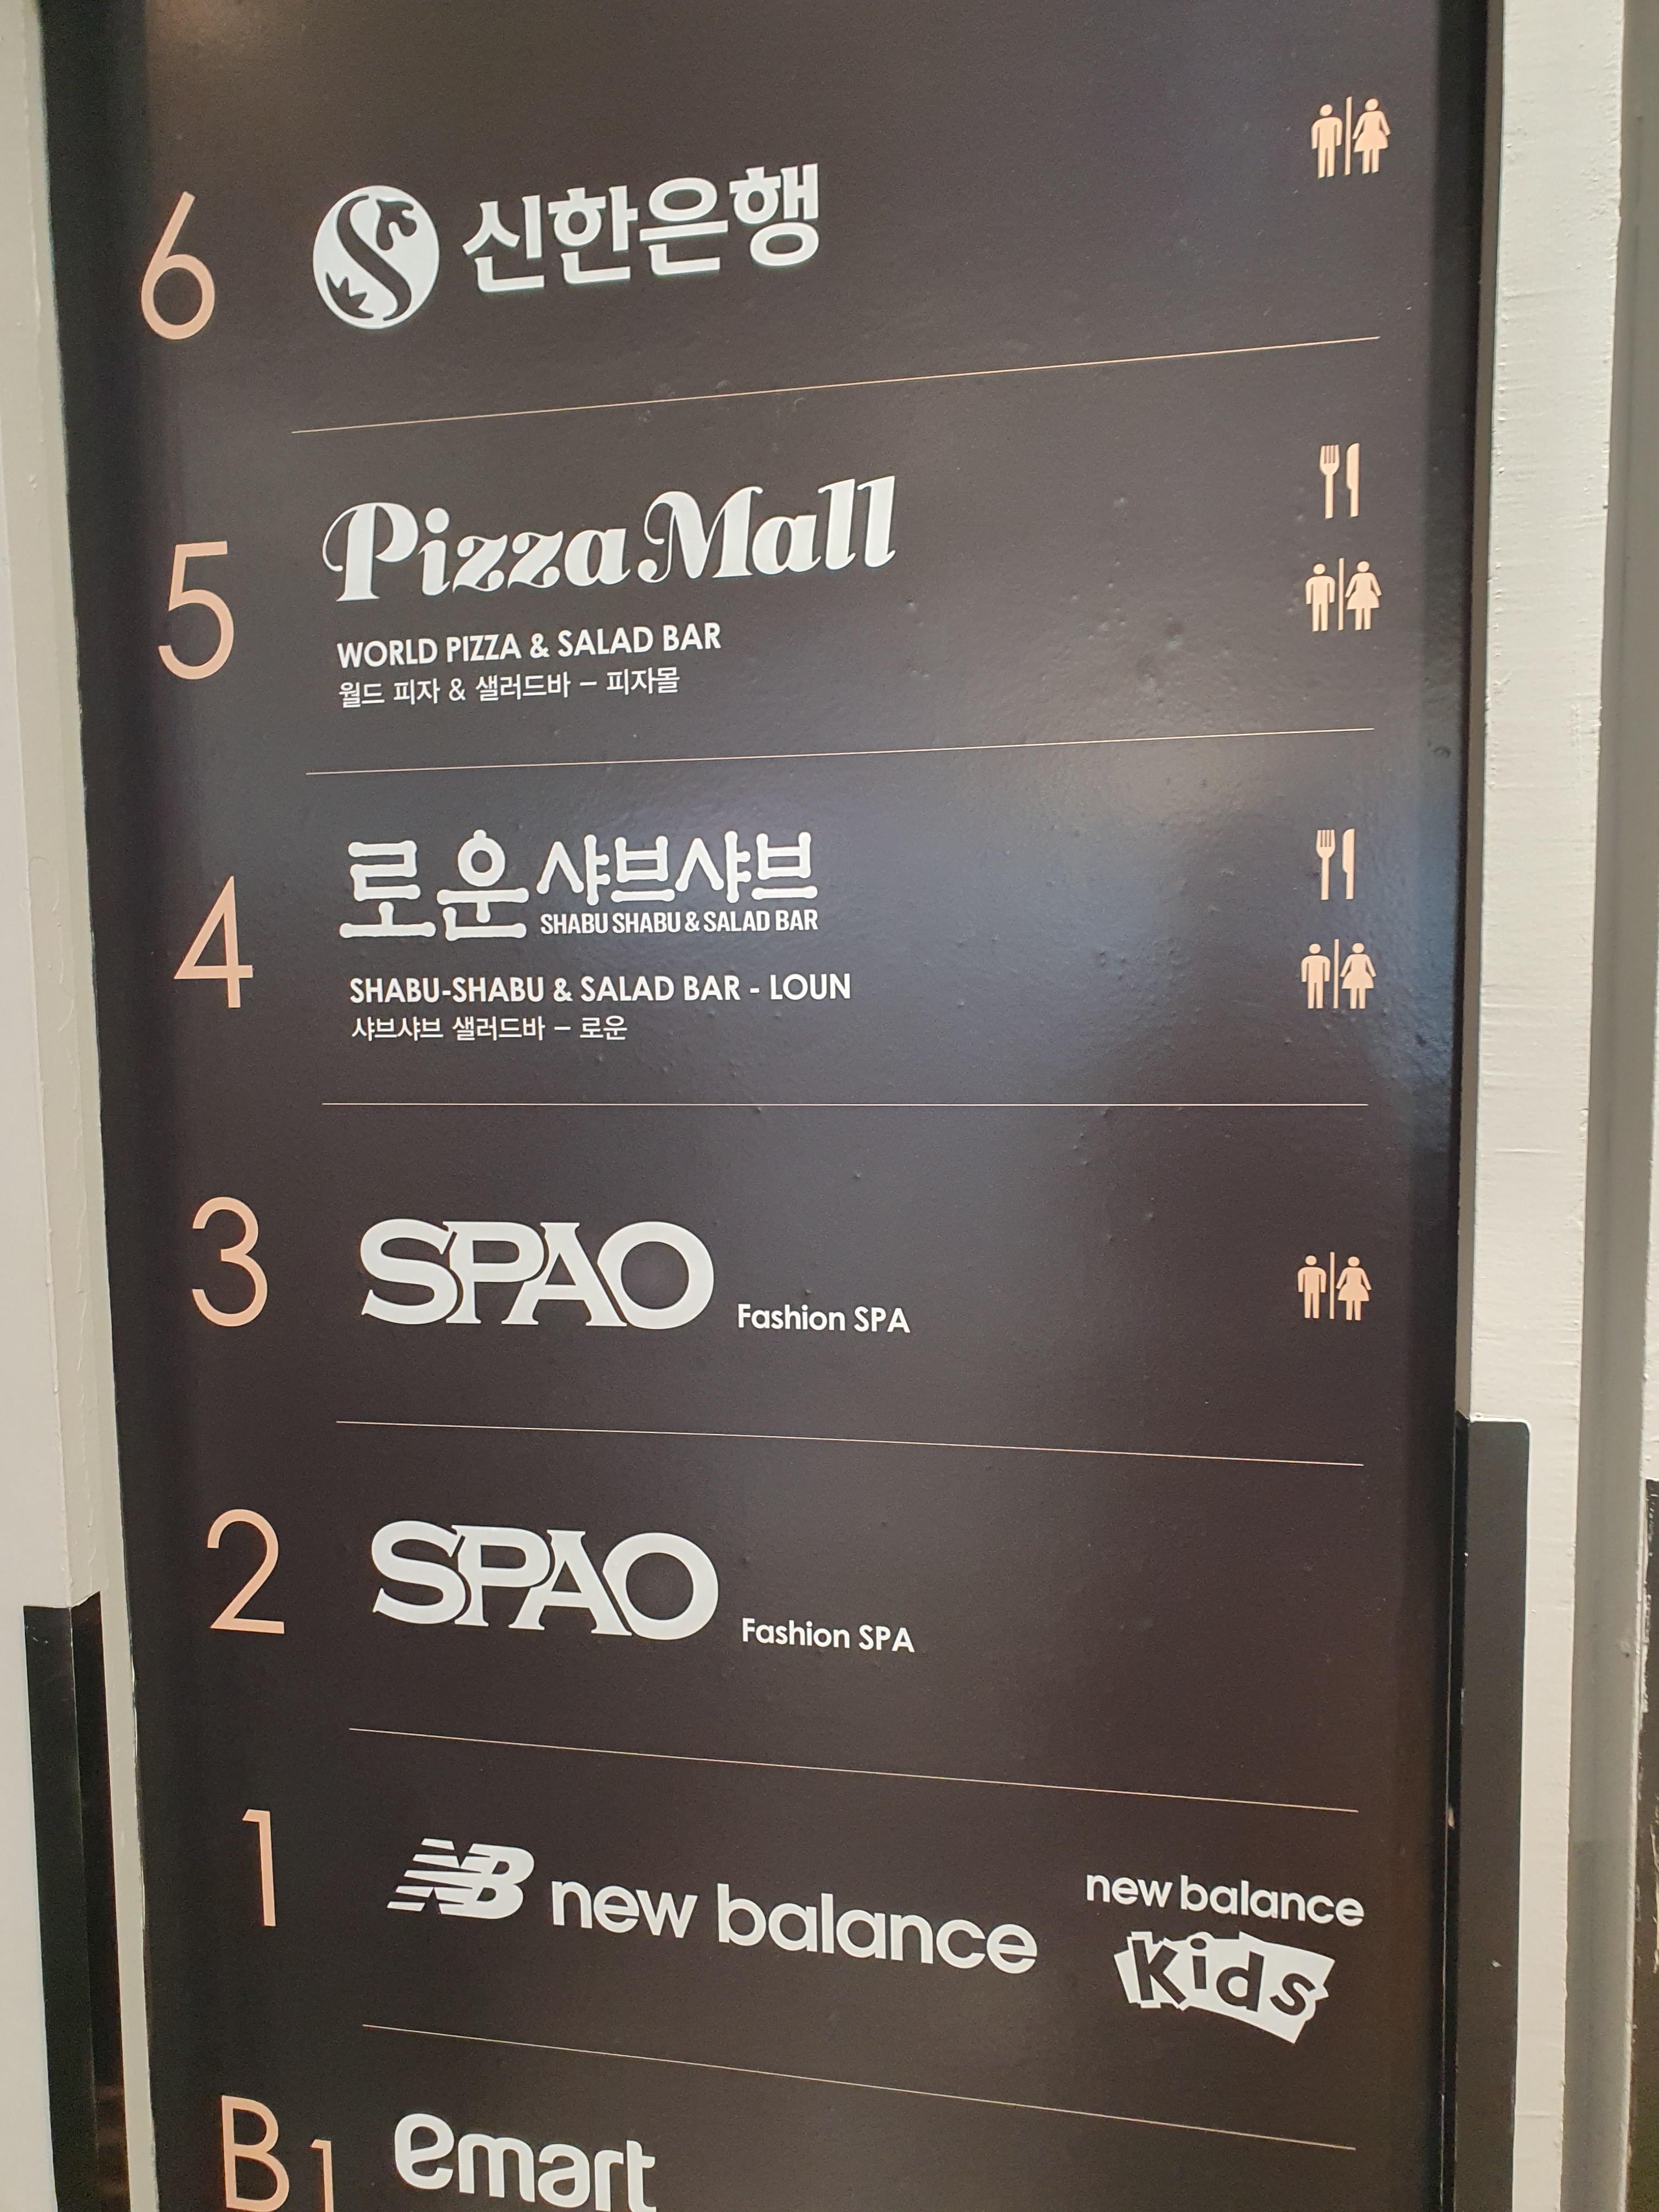 6 신한은행
5 Pizza Mall
WORLD PIZZA & SALAD BAR
월드 피자 & 샐러드바 – 피자몰
4 로운 샤브샤브
SHABU SHABU & SALAD BAR
SHABU-SHABU & SALAD BAR - LOUN
샤브샤브 샐러드바 – 로운
3 SPAO Fashion SPA
2 SPAO Fashion SPA
1 NB new balance new balance
Kids
B1 emart